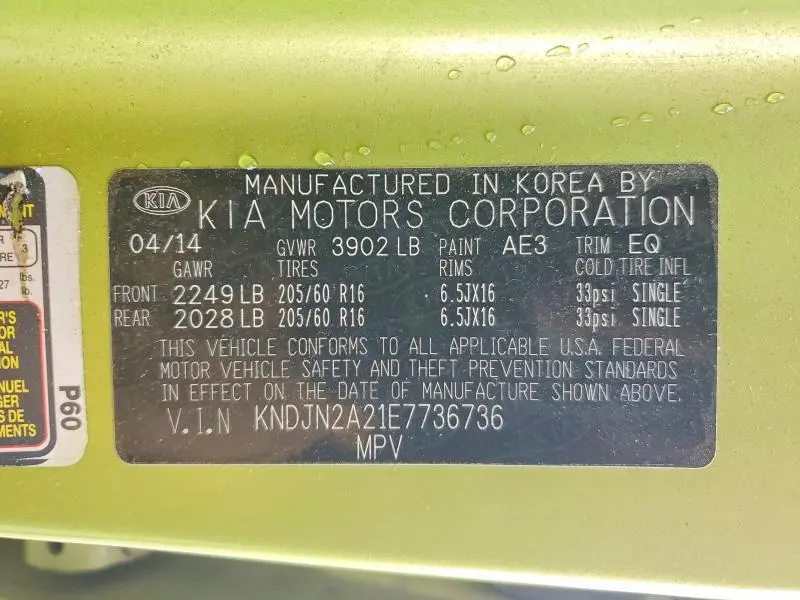 MANUFACTURED IN KOREA BY
KIA KIA MOTORS CORPORATION
04/14 GVWR 3902 LB PAINT AE3 TRIM EQ
GAWR TIRES RIMS COLD TIRE INFL
FRONT 2249 LB 205/60 R16 6.5JX16 33psi SINGLE
REAR 2028 LB 205/60 R16 6.5JX16 33psi SINGLE
THIS VEHICLE CONFORMS TO ALL APPLICABLE U.S.A. FEDERAL
MOTOR VEHICLE SAFETY AND THEFT PREVENTION STANDARDS
IN EFFECT ON THE DATE OF MANUFACTURE SHOWN ABOVE.
V.I.N KNDJN2A21E7736736
MPV
3
27 lbs.
P60